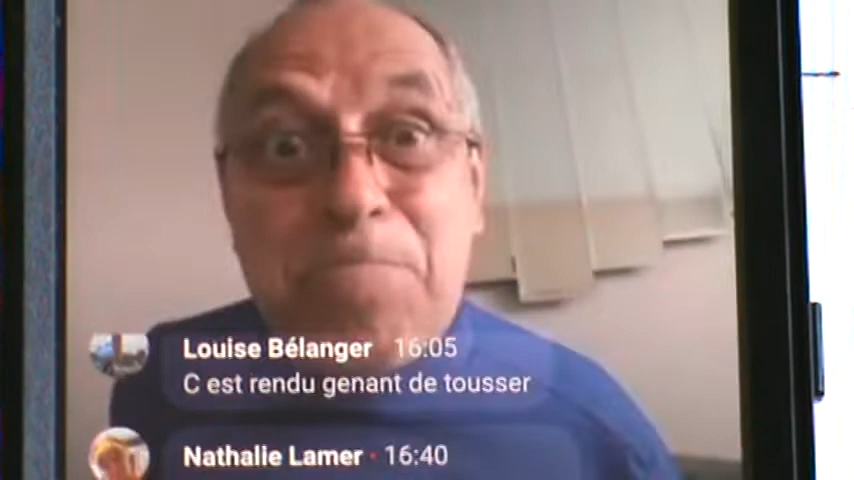 Louise Bélanger 16:05
C est rendu genant de tousser
Nathalie Lamer • 16:40